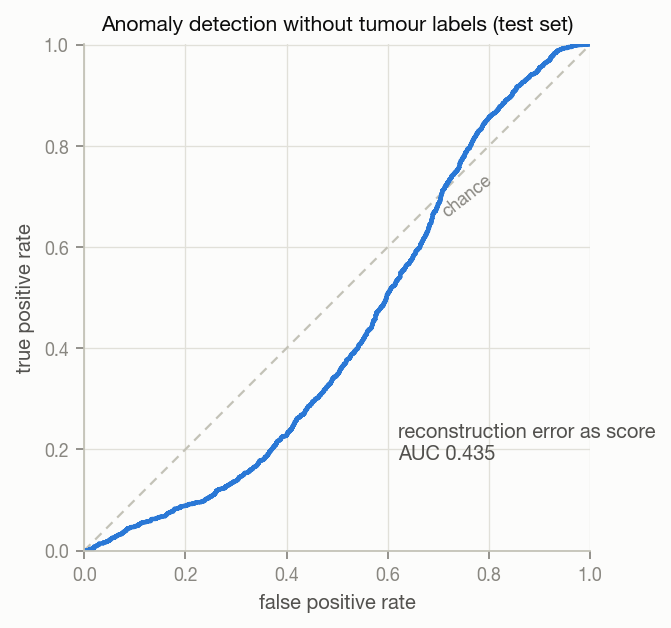 Anomaly detection without tumour labels (test set)
1.0
0.8
0.6
0.4
0.2
0.0
true positive rate
chance
reconstruction error as score
AUC 0.435
0.0 0.2 0.4 0.6 0.8 1.0
false positive rate